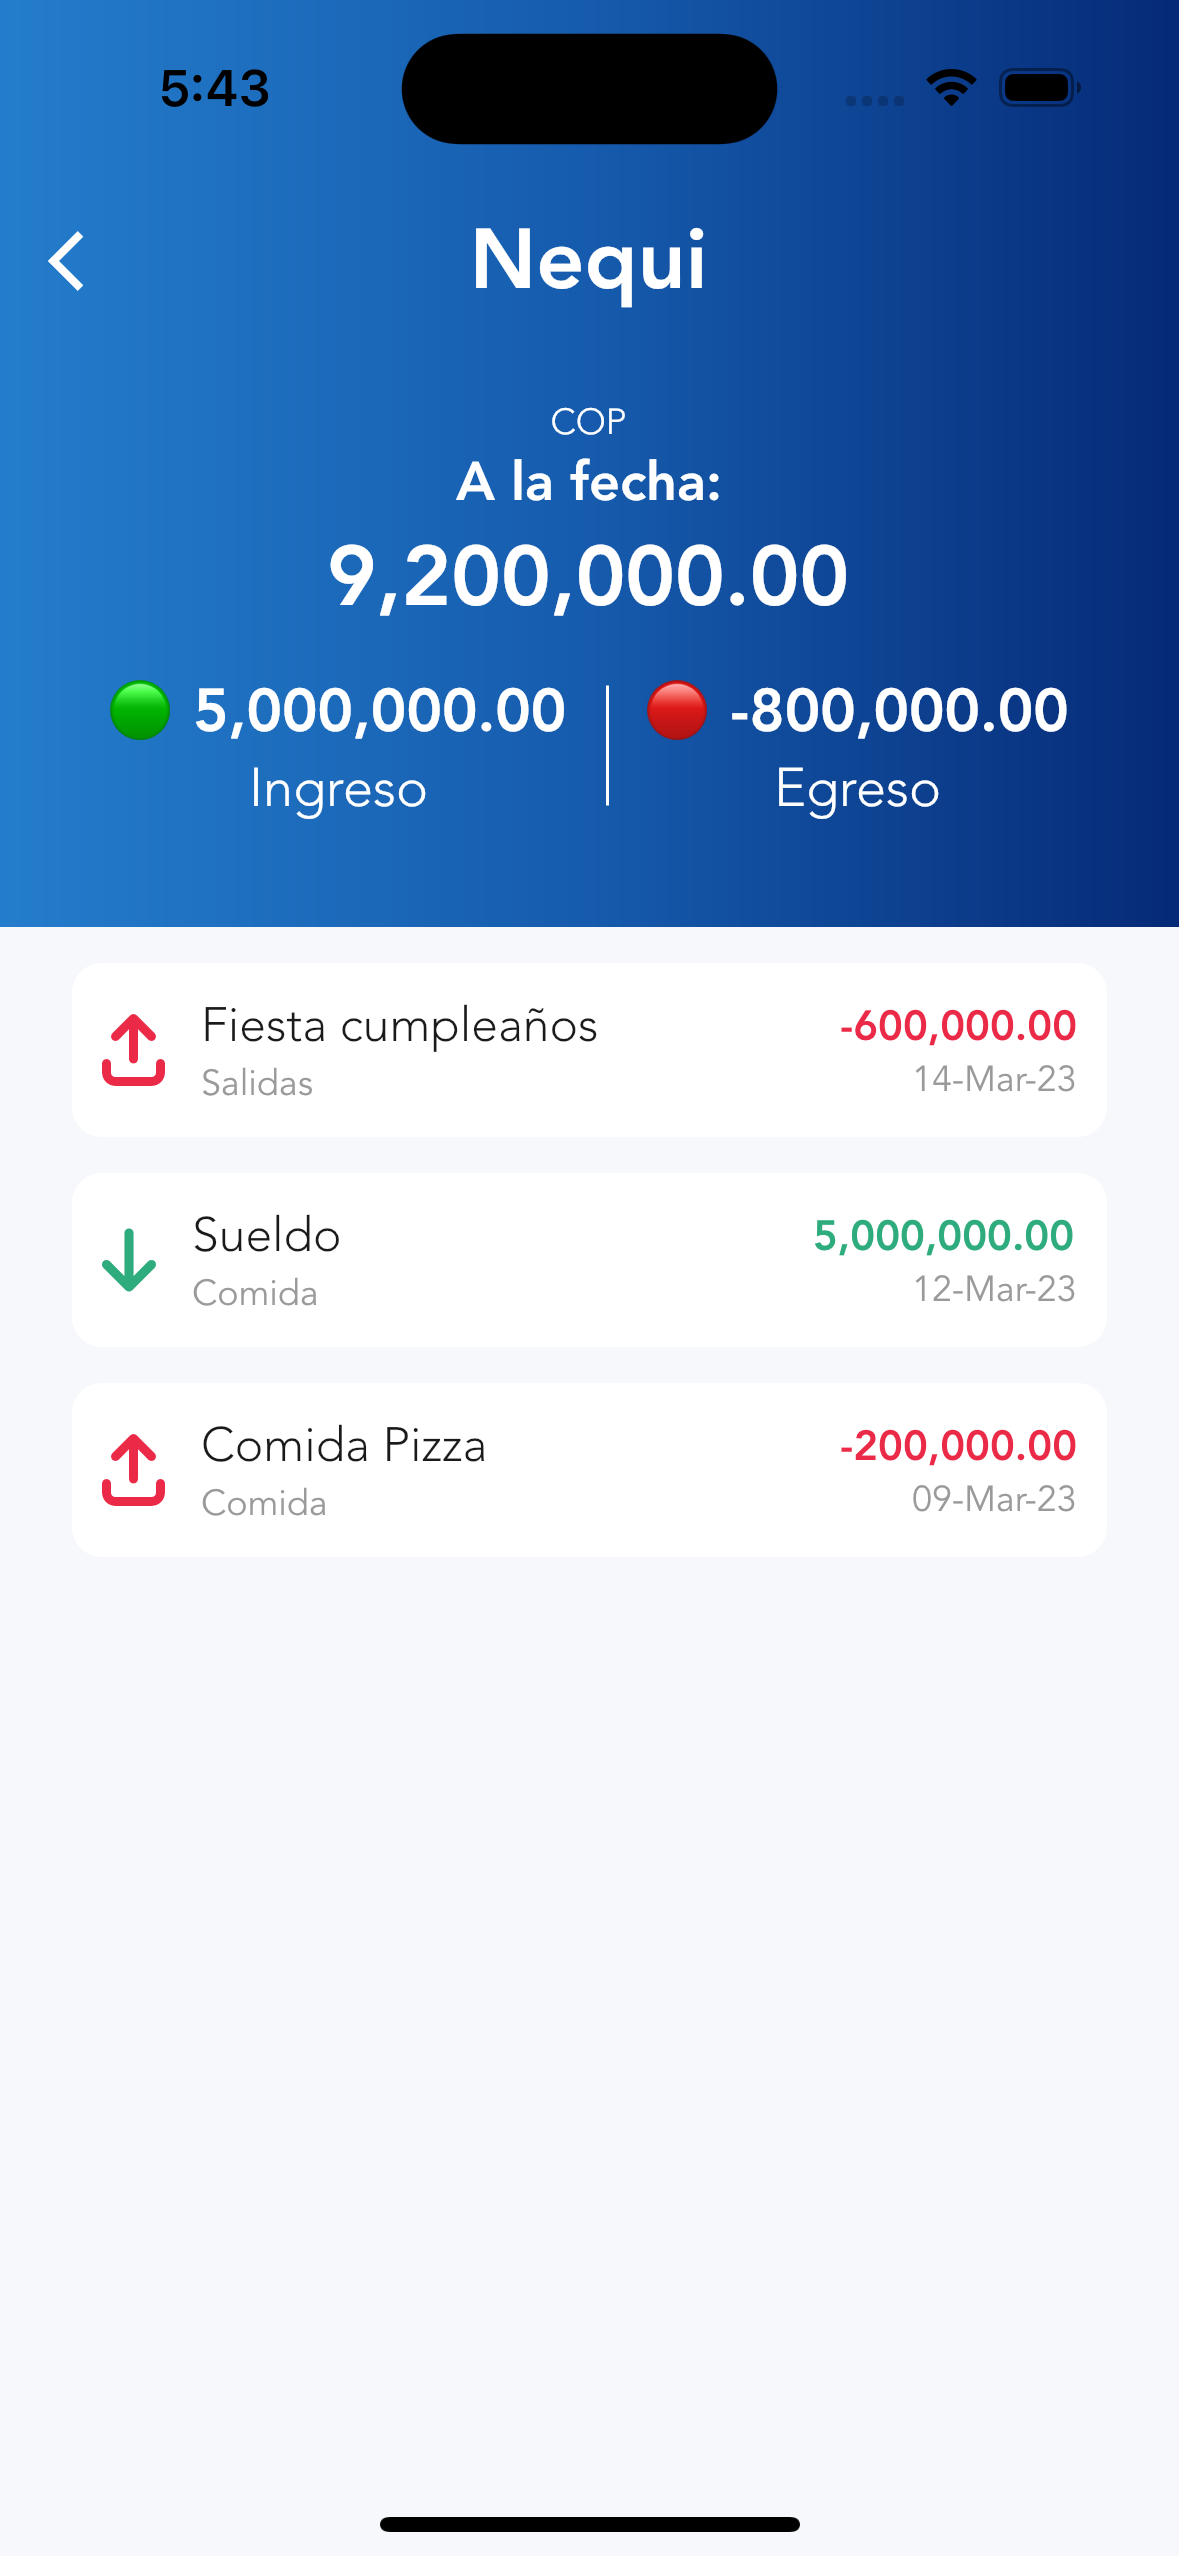 5:43
Nequi
COP
A la fecha:
9,200,000.00
5,000,000.00
Ingreso
-800,000.00
Egreso
Fiesta cumpleaños
-600,000.00
Salidas
14-Mar-23
Sueldo
5,000,000.00
Comida
12-Mar-23
Comida Pizza
-200,000.00
Comida
09-Mar-23